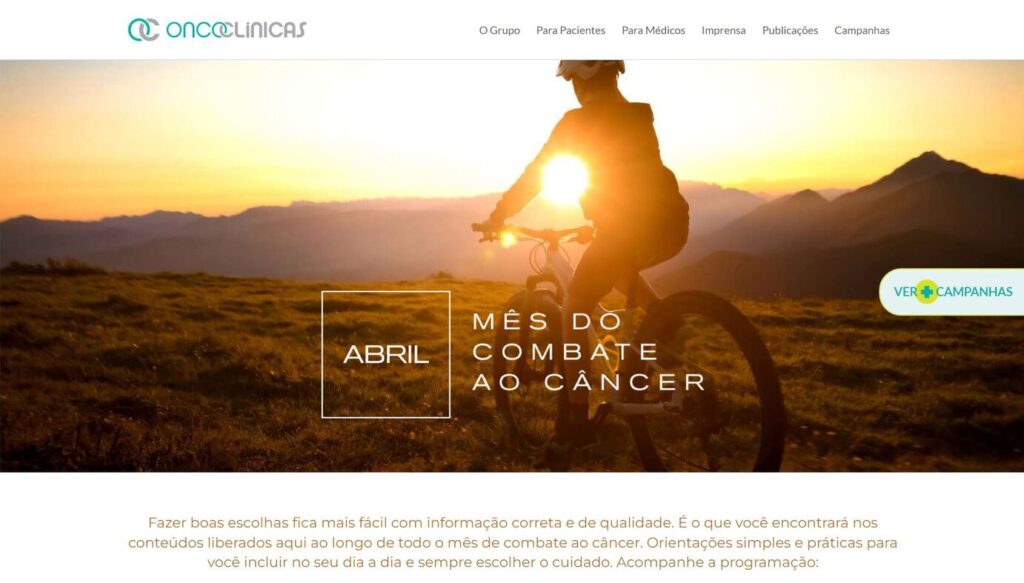 ONCOCLÍNICAS
O Grupo Para Pacientes Para Médicos Imprensa Publicações Campanhas
VER + CAMPANHAS
ABRIL
MÊS DO
COMBATE
AO CÂNCER
Fazer boas escolhas fica mais fácil com informação correta e de qualidade. É o que você encontrará nos
conteúdos liberados aqui ao longo de todo o mês de combate ao câncer. Orientações simples e práticas para
você incluir no seu dia a dia e sempre escolher o cuidado. Acompanhe a programação: